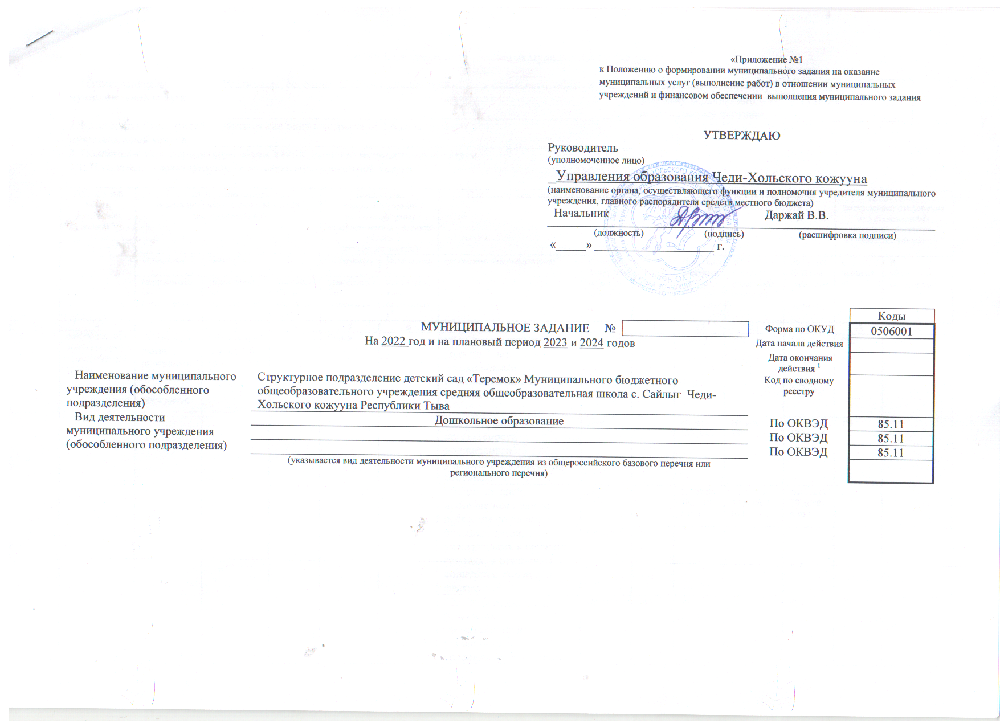 «Приложение №1
к Положению о формировании муниципального задания на оказание
муниципальных услуг (выполнение работ) в отношении муниципальных
учреждений и финансовом обеспечении выполнения муниципального задания
УТВЕРЖДАЮ
Руководитель
(уполномоченное лицо)
_Управления образования Чеди-Хольского кожууна
(наименование органа, осуществляющего функции и полномочия учредителя муниципального
учреждения, главного распорядителя средств местного бюджета)
Начальник Даржай В.В.
(должность) (подпись) (расшифровка подписи)
«_____» ____________________ г.
Коды
МУНИЦИПАЛЬНОЕ ЗАДАНИЕ № Форма по ОКУД 0506001
На 2022 год и на плановый период 2023 и 2024 годов Дата начала действия
Дата окончания
действия 1
Наименование муниципального
учреждения (обособленного
подразделения)
Структурное подразделение детский сад «Теремок» Муниципального бюджетного
общеобразовательного учреждения средняя общеобразовательная школа с. Сайлыг Чеди-
Хольского кожууна Республики Тыва
Код по сводному
реестру
Вид деятельности
муниципального учреждения
(обособленного подразделения)
Дошкольное образование
По ОКВЭД 85.11
По ОКВЭД 85.11
По ОКВЭД 85.11
(указывается вид деятельности муниципального учреждения из общероссийского базового перечня или
регионального перечня)